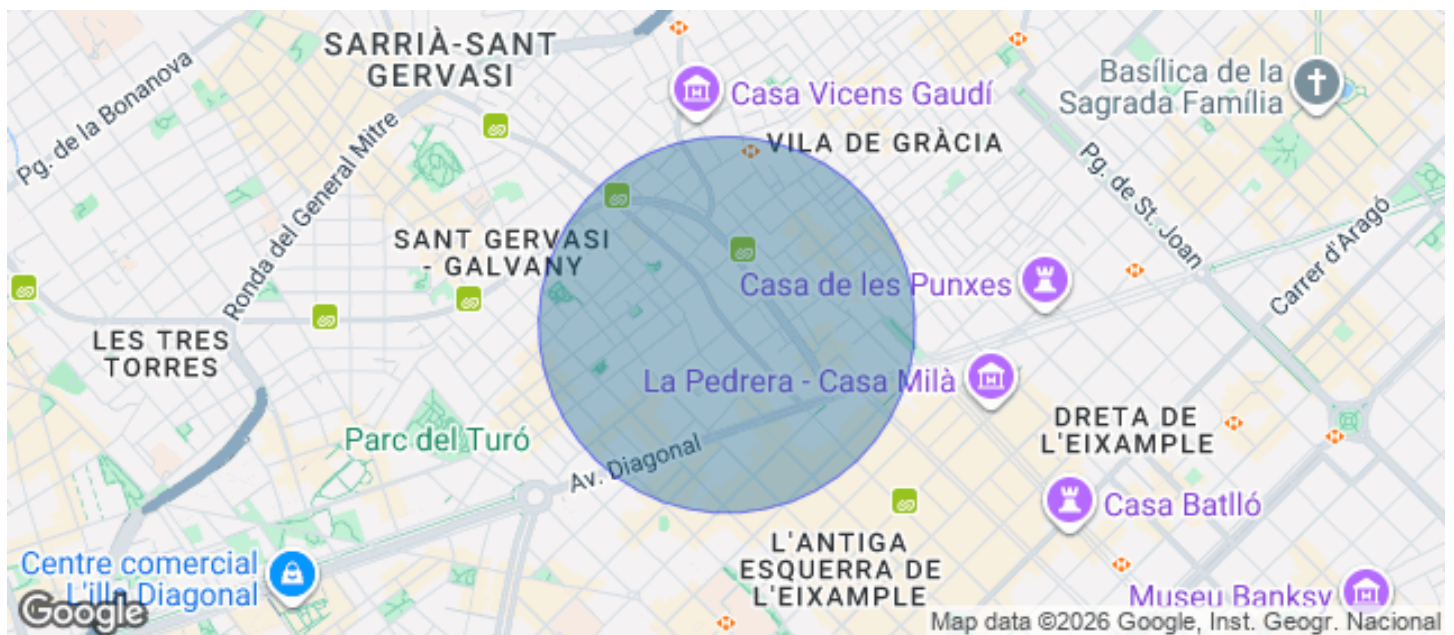 SARRIÀ-SANT
GERVASI
Pg. de la Bonanova
Ronda del General Mitre
Casa Vicens Gaudí
Basílica de la
Sagrada Família
VILA DE GRÀCIA
Pg. de St. Joan
Carrer d'Aragó
SANT GERVASI
- GALVANY
Casa de les Punxes
LES TRES
TORRES
La Pedrera - Casa Milà
DRETA DE
L'EIXAMPLE
Parc del Turó
Av. Diagonal
Casa Batlló
L'ANTIGA
ESQUERRA DE
L'EIXAMPLE
Centre comercial
L'illa Diagonal
Museu Banksy
Google
Map data ©2026 Google, Inst. Geogr. Nacional